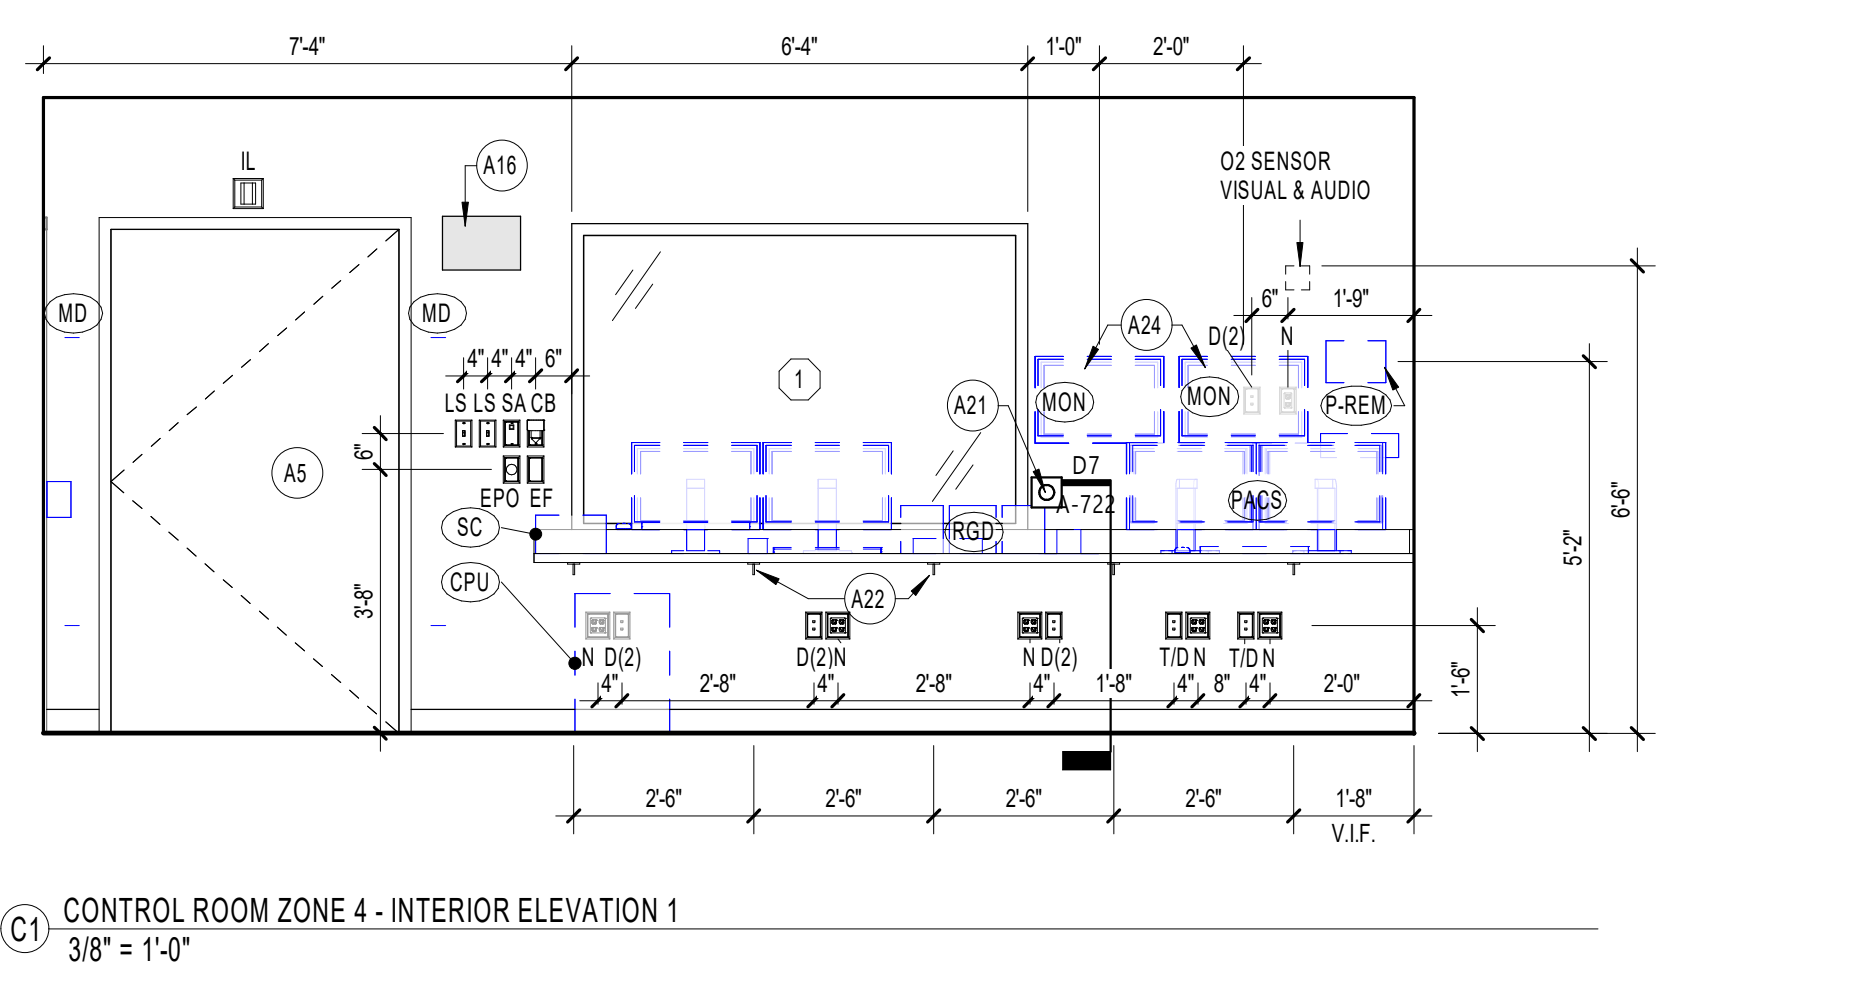 7'-4" 6'-4" 1'-0" 2'-0"
IL
A16
O2 SENSOR
VISUAL & AUDIO
MD MD
6" 1'-9"
A24 D(2) N
4" 4" 4" 6"
1
LS LS SA CB
A21 MON MON P-REM
6"
A5
D7
EPO EF
A-722
PACS
6'-6"
SC
RGD
5'-2"
CPU
A22
3'-8"
N D(2) D(2) N N D(2) T/D N T/D N
4" 2'-8" 4" 2'-8" 4" 1'-8" 4" 8" 4" 2'-0"
1'-6"
2'-6" 2'-6" 2'-6" 2'-6" 1'-8"
V.I.F.
C1
CONTROL ROOM ZONE 4 - INTERIOR ELEVATION 1
3/8" = 1'-0"